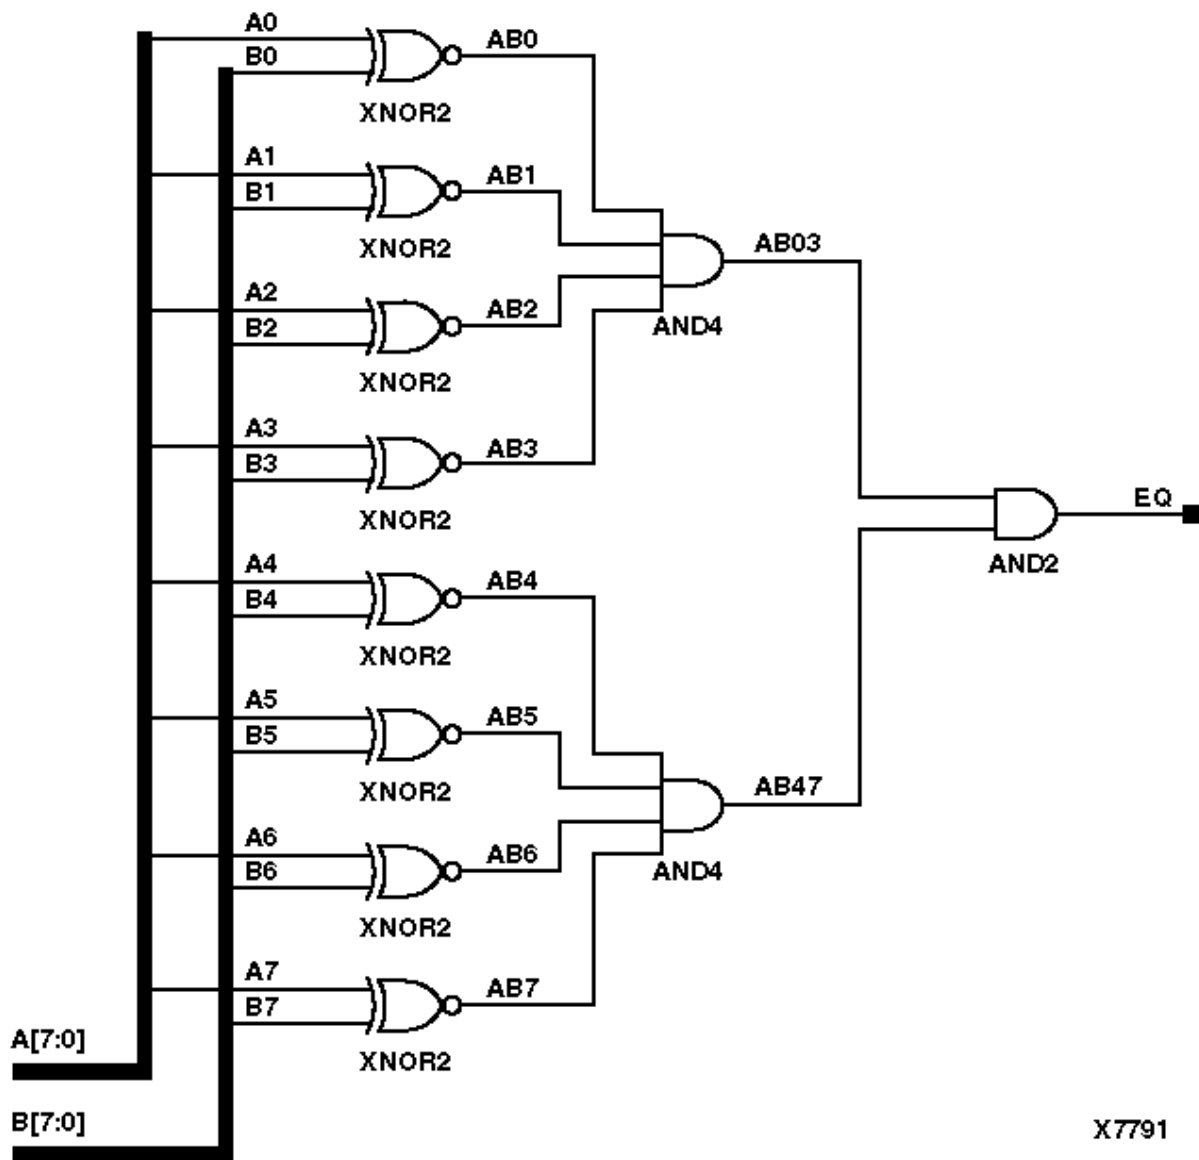 A0
AB0
B0
XNOR2
A1
AB1
B1
XNOR2
AB03
A2
AB2
B2
AND4
XNOR2
A3
AB3
B3
XNOR2
EQ
AND2
A4
AB4
B4
XNOR2
A5
AB5
B5
XNOR2
AB47
A6
AB6
B6
AND4
XNOR2
A7
AB7
B7
XNOR2
A[7:0]
B[7:0]
X7791